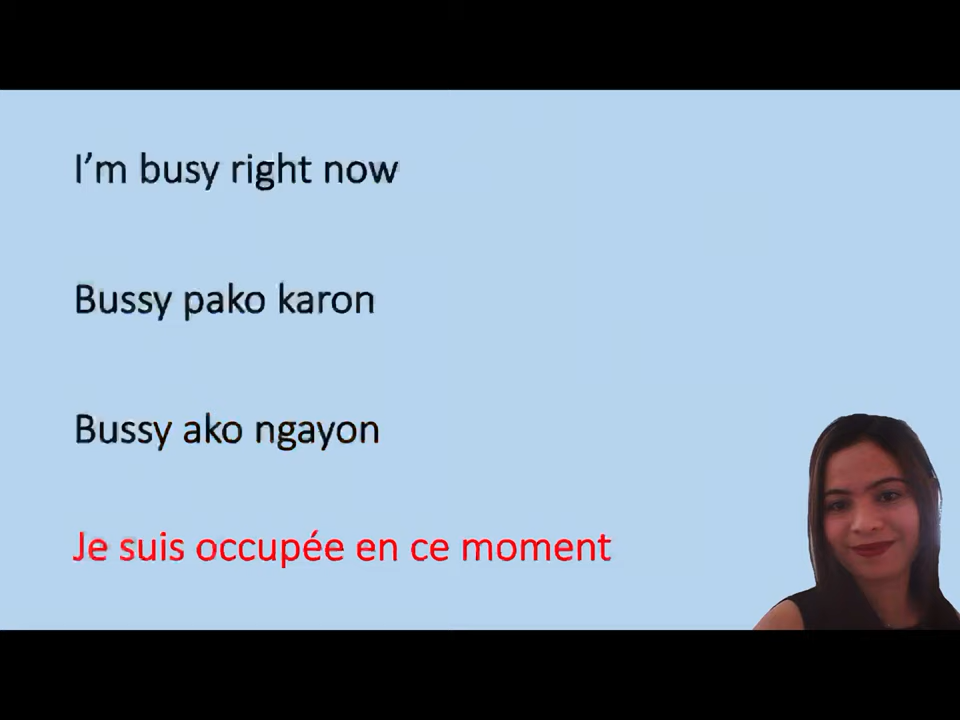 I’m busy right now
Bussy pako karon
Bussy ako ngayon
Je suis occupée en ce moment